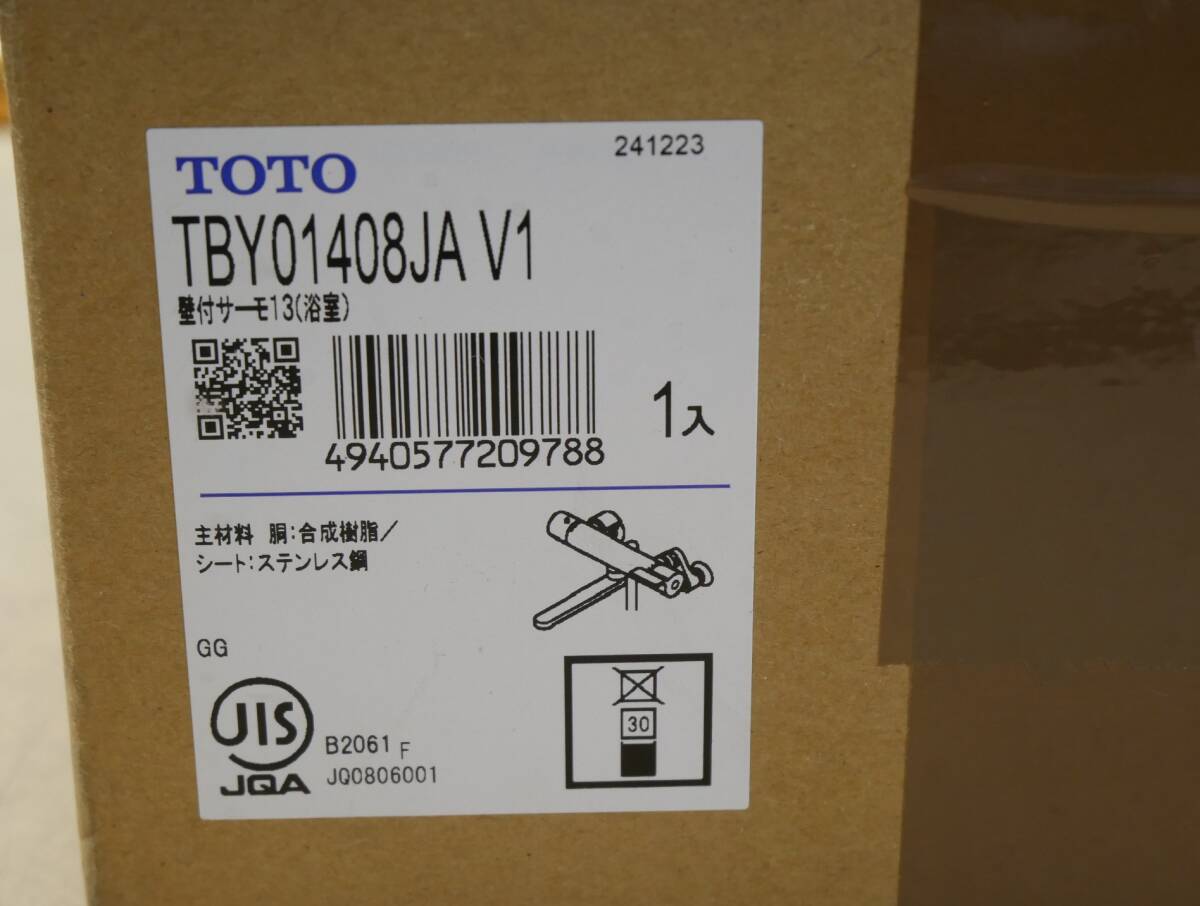 241223
TOTO
TBY01408JA V1
壁付サーモ13(浴室)
1入
4940577209788
主材料 胴:合成樹脂/
シート:ステンレス鋼
GG
30
JIS
JQA
B2061 F
JQ0806001